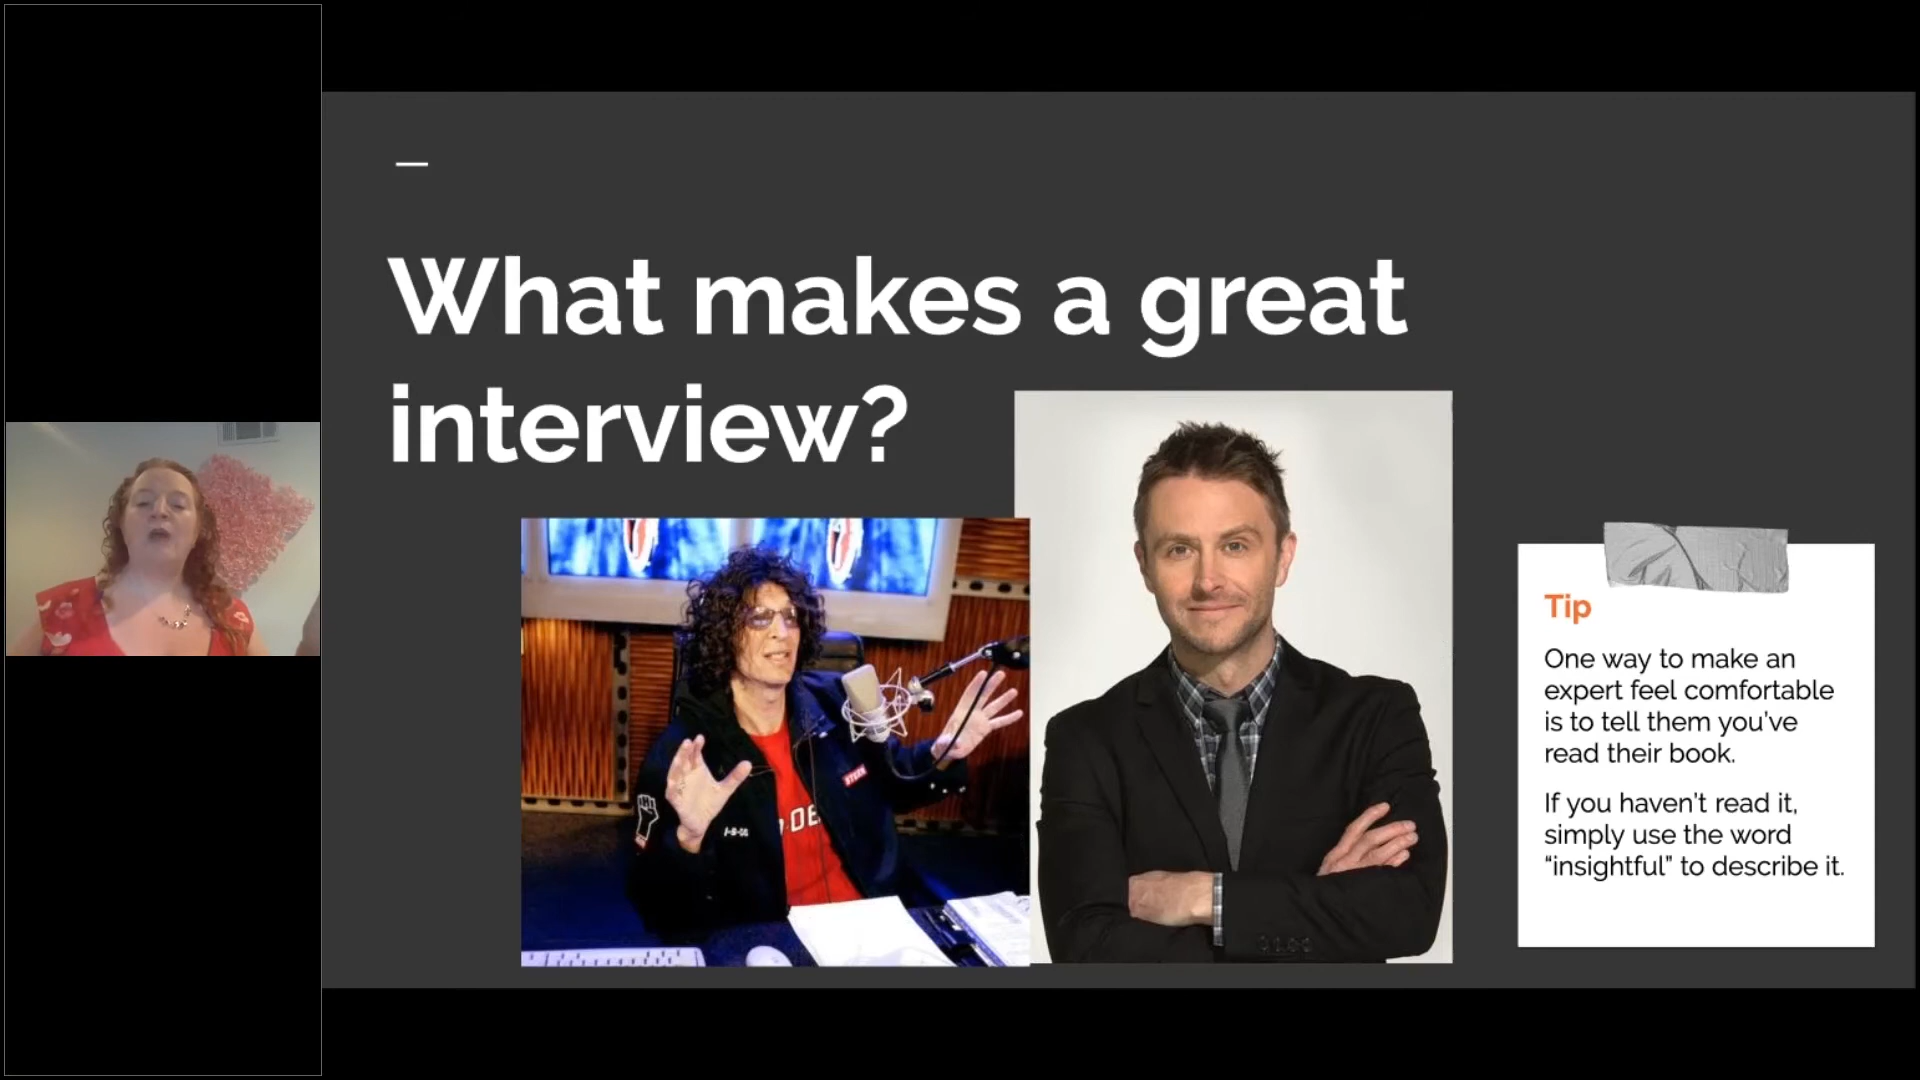 What makes a great
interview?
STERN
Tip
One way to make an
expert feel comfortable
is to tell them you’ve
read their book.
If you haven’t read it,
simply use the word
“insightful” to describe it.